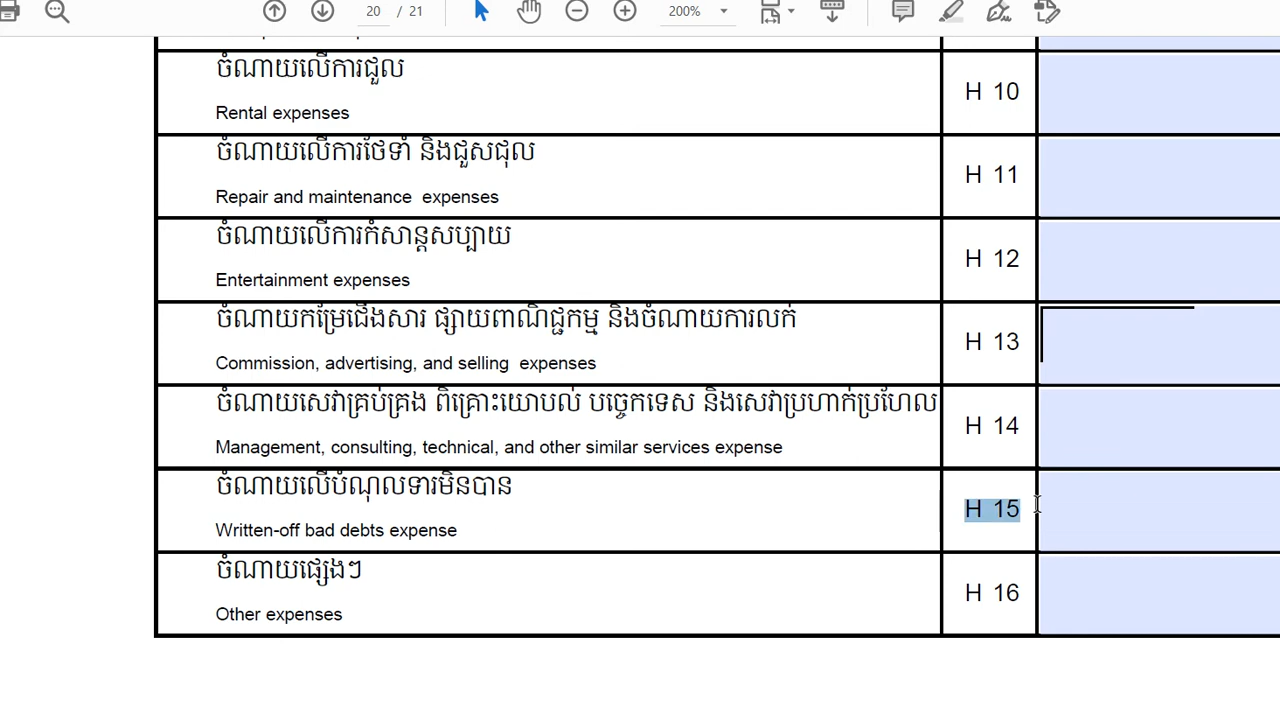 20 / 21
200%
ចំណាយលើការជួល
Rental expenses
H 10
ចំណាយលើការថែទាំ និងជួសជុល
Repair and maintenance expenses
H 11
ចំណាយលើការកំសាន្តសប្បាយ
Entertainment expenses
H 12
ចំណាយកម្រៃជើងសារ ផ្សាយពាណិជ្ជកម្ម និងចំណាយការលក់
Commission, advertising, and selling expenses
H 13
ចំណាយសេវាគ្រប់គ្រង ពិគ្រោះយោបល់ បច្ចេកទេស និងសេវាប្រហាក់ប្រហែល
Management, consulting, technical, and other similar services expense
H 14
ចំណាយលើបំណុលទារមិនបាន
Written-off bad debts expense
H 15
ចំណាយផ្សេងៗ
Other expenses
H 16